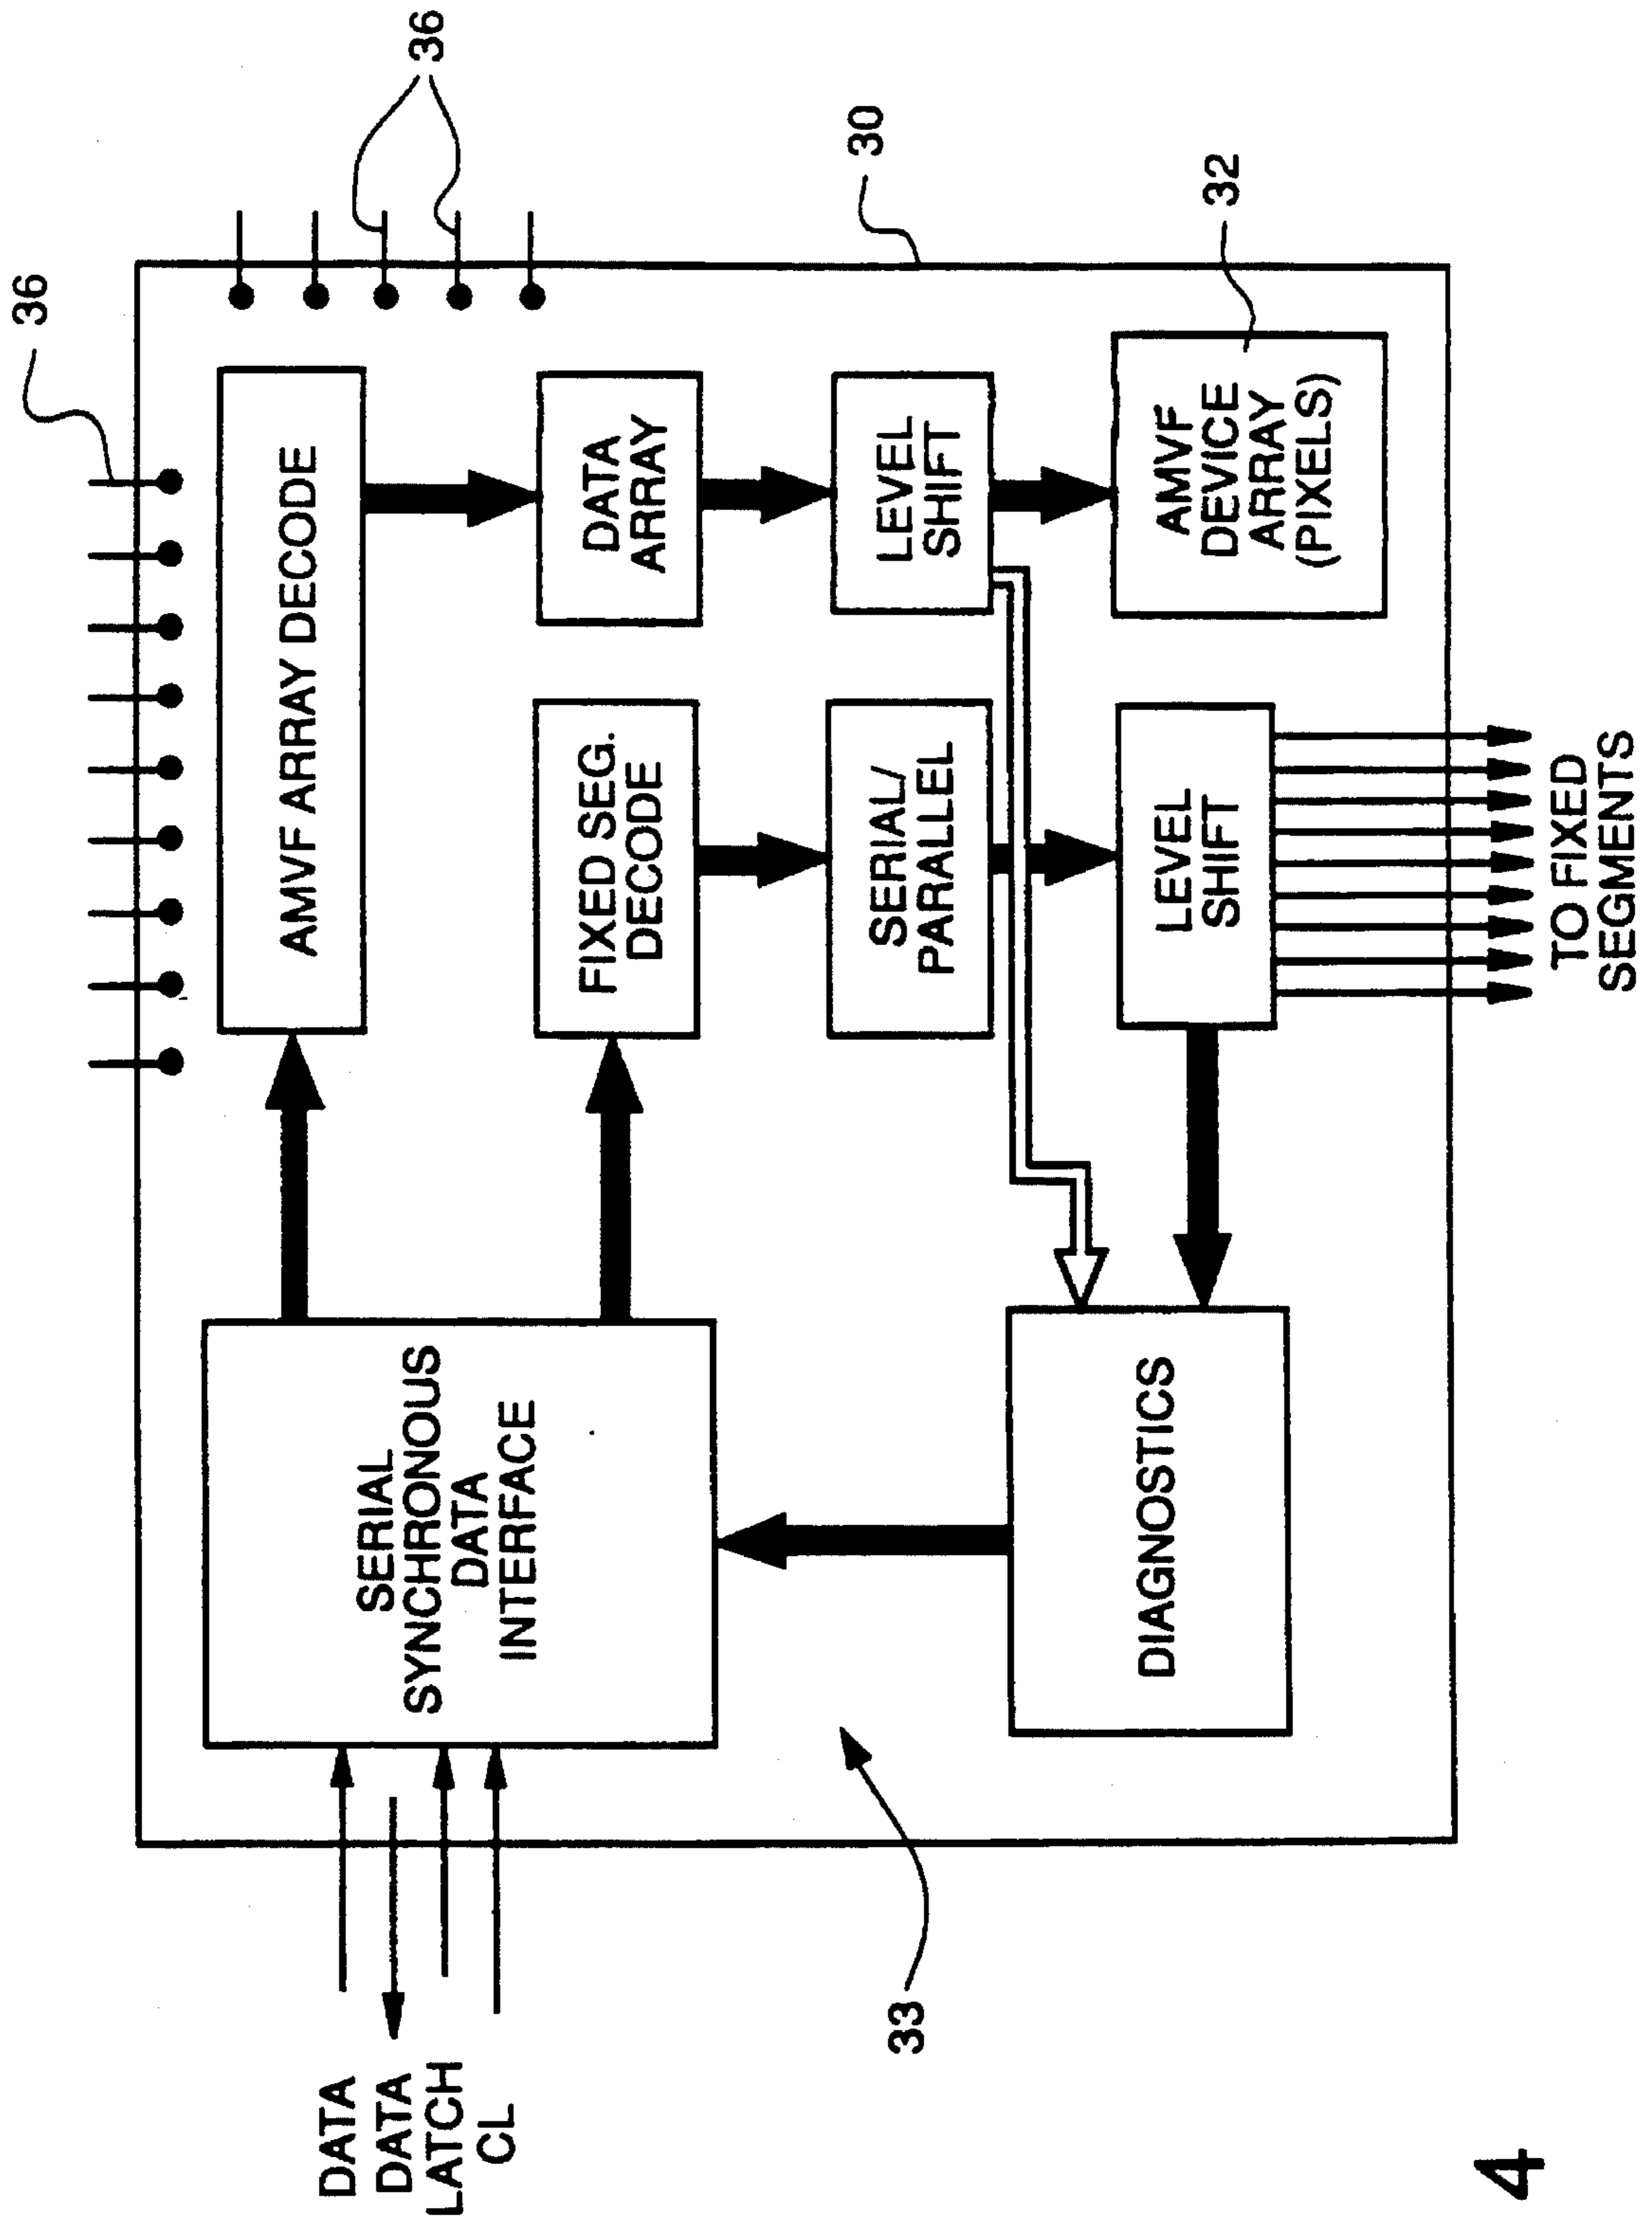 36
36
30
32
DATA
DATA
LATCH
CL
SERIAL
SYNCHRONOUS
DATA
INTERFACE
AMVF ARRAY DECODE
FIXED SEG.
DECODE
DATA
ARRAY
SERIAL/
PARALLEL
LEVEL
SHIFT
DIAGNOSTICS
LEVEL
SHIFT
AMVF
DEVICE
ARRAY
(PIXELS)
33
TO FIXED
SEGMENTS
4